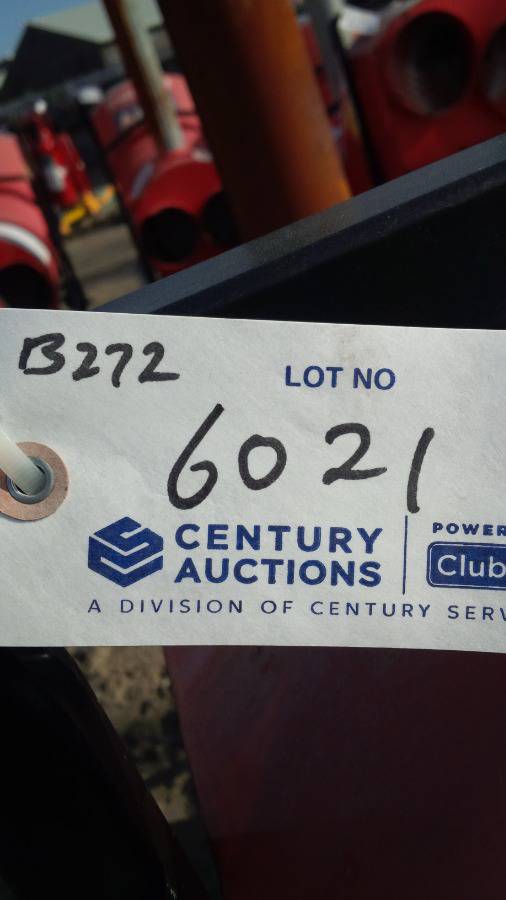 B272
LOT NO
6021
CENTURY
AUCTIONS
POWER
Club
A DIVISION OF CENTURY SERV